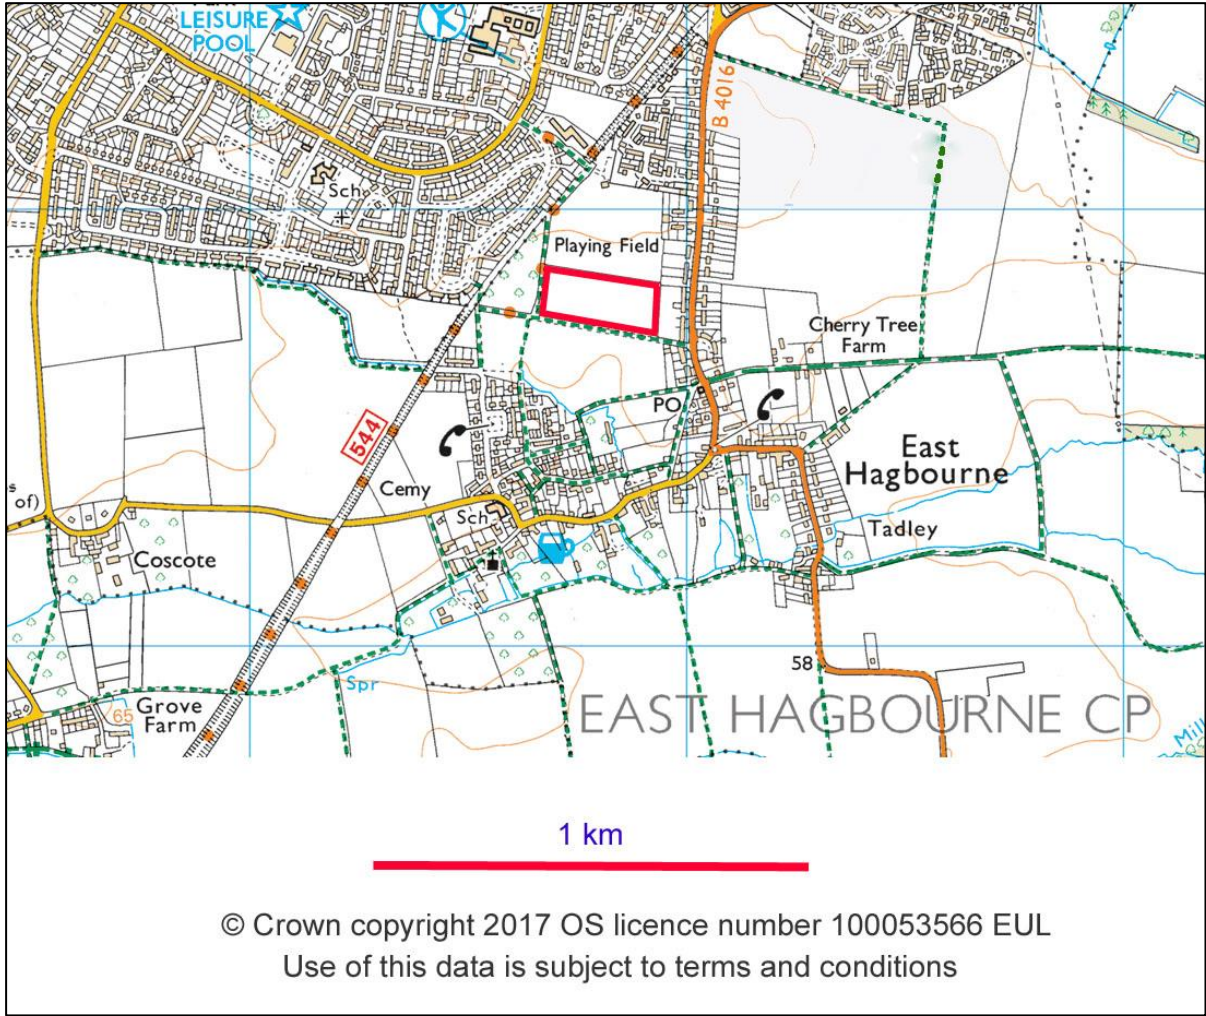 LEISURE
POOL
B 4016
Sch
Playing Field
Cherry Tree
Farm
PO
544
East
Hagbourne
Cemy
s
of)
Sch
Tadley
Coscote
58
Spr
Grove
Farm
65
EAST HAGBOURNE CP
Mill
1 km
© Crown copyright 2017 OS licence number 100053566 EUL
Use of this data is subject to terms and conditions